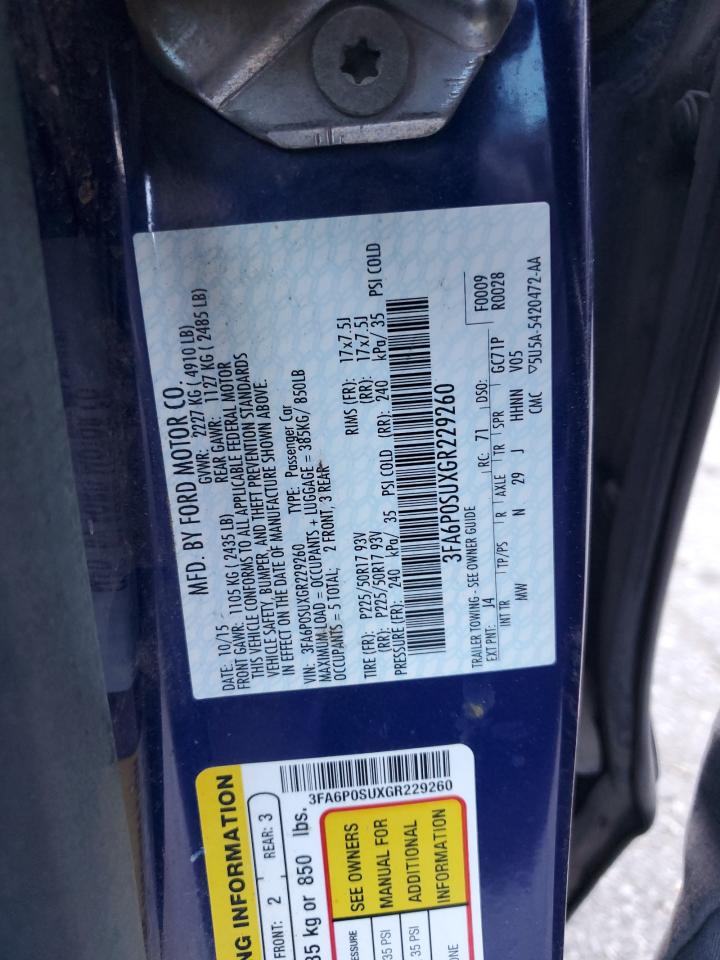 MFD. BY FORD MOTOR CO.
DATE: 10/15 GVWR: 2227 KG ( 4910 LB)
FRONT GAWR: 1105 KG ( 2435 LB) REAR GAWR: 1127 KG ( 2485 LB)
THIS VEHICLE CONFORMS TO ALL APPLICABLE FEDERAL MOTOR
VEHICLE SAFETY, BUMPER, AND THEFT PREVENTION STANDARDS
IN EFFECT ON THE DATE OF MANUFACTURE SHOWN ABOVE.
VIN: 3FA6P0SUXGR229260 TYPE: Passenger Car
MAXIMUM LOAD = OCCUPANTS + LUGGAGE = 385KG/ 850LB
OCCUPANTS = 5 TOTAL; 2 FRONT, 3 REAR
TIRE (FR): P225/50R17 93V RIMS (FR): 17x7.5J
(RR): P225/50R17 93V (RR): 17x7.5J
PRESSURE (FR): 240 kPa/ 35 PSI COLD (RR): 240 kPa/ 35 PSI COLD
3FA6P0SUXGR229260
TRAILER TOWING - SEE OWNER GUIDE F0009
EXT PNT: J4 RC: 71 DSO: GC71P R0028
INT TR TP/PS R AXLE TR SPR V05
MW N 29 J HHNN
CMC ▽5U5A-5420472-AA
NG INFORMATION
FRONT: 2 REAR: 3
85 kg or 850 lbs.
3FA6P0SUXGR229260
ESSURE
35 PSI
35 PSI
ONE
SEE OWNERS
MANUAL FOR
ADDITIONAL
INFORMATION